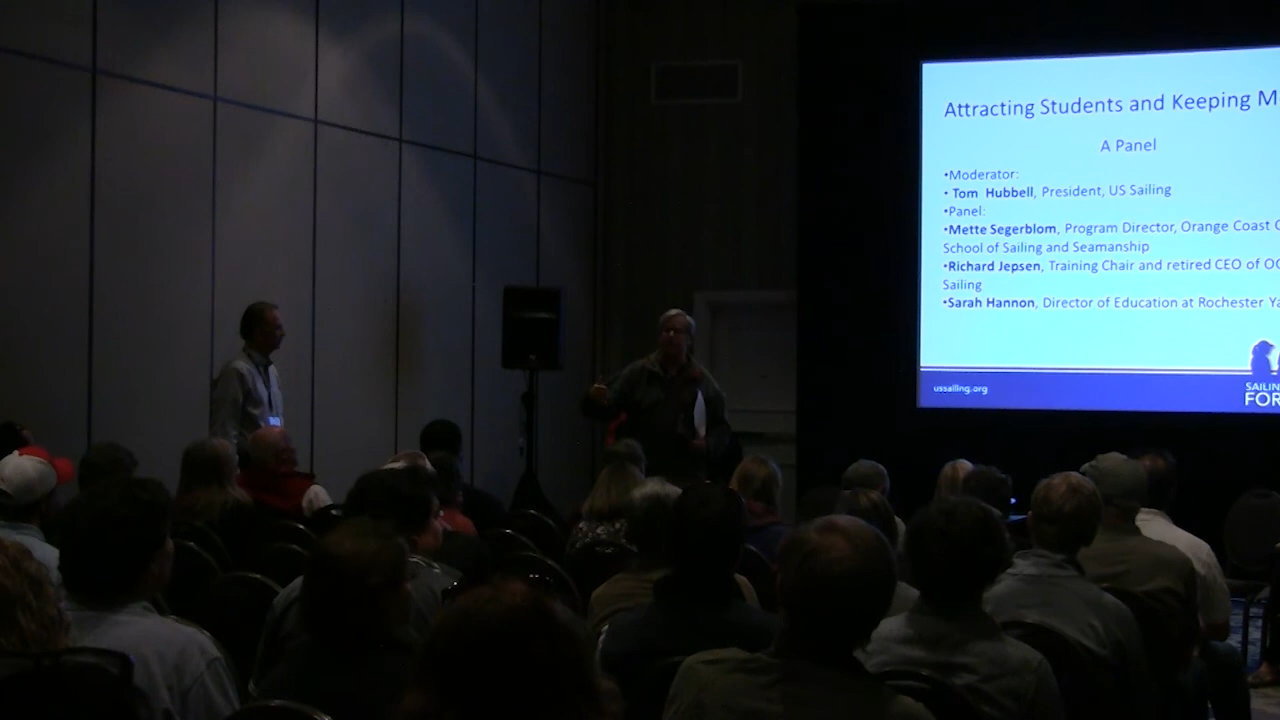 Attracting Students and Keeping M
A Panel
•Moderator:
• Tom Hubbell, President, US Sailing
•Panel:
•Mette Segerblom, Program Director, Orange Coast C
School of Sailing and Seamanship
•Richard Jepsen, Training Chair and retired CEO of OC
Sailing
•Sarah Hannon, Director of Education at Rochester Ya
ussailing.org
SAILIN
FOR